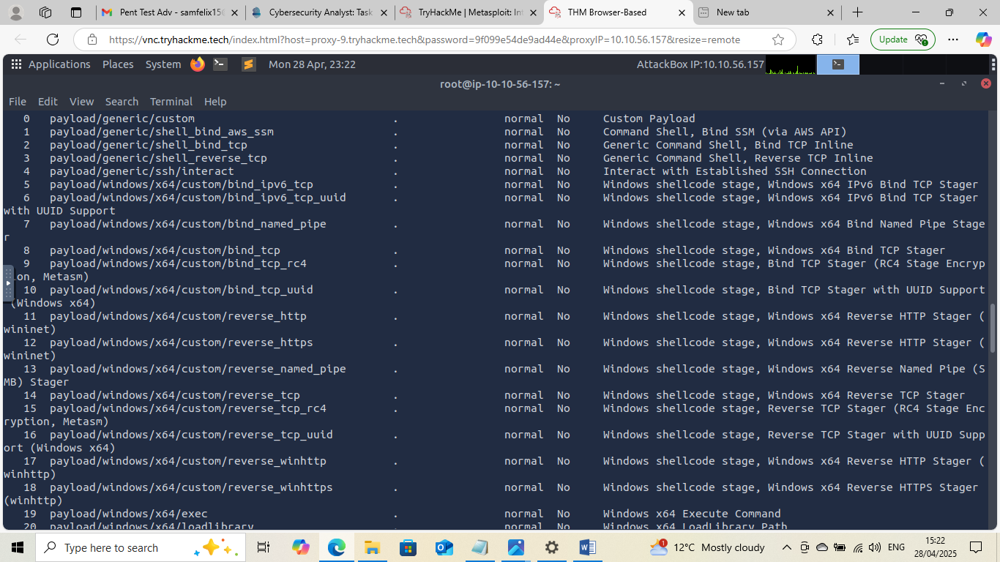 Pent Test Adv - samfelix15@
Cybersecurity Analyst: Task
TryHackMe | Metasploit: Int
THM Browser-Based
New tab
https://vnc.tryhackme.tech/index.html?host=proxy-9.tryhackme.tech&password=9f099e54de9ad44e&proxyIP=10.10.56.157&resize=remote
Update
Applications Places System Mon 28 Apr, 23:22 AttackBox IP:10.10.56.157
root@ip-10-10-56-157: ~
File Edit View Search Terminal Help
0 payload/generic/custom . normal No Custom Payload
1 payload/generic/shell_bind_aws_ssm . normal No Command Shell, Bind SSM (via AWS API)
2 payload/generic/shell_bind_tcp . normal No Generic Command Shell, Bind TCP Inline
3 payload/generic/shell_reverse_tcp . normal No Generic Command Shell, Reverse TCP Inline
4 payload/generic/ssh/interact . normal No Interact with Established SSH Connection
5 payload/windows/x64/custom/bind_ipv6_tcp . normal No Windows shellcode stage, Windows x64 IPv6 Bind TCP Stager
6 payload/windows/x64/custom/bind_ipv6_tcp_uuid . normal No Windows shellcode stage, Windows x64 IPv6 Bind TCP Stager
with UUID Support
7 payload/windows/x64/custom/bind_named_pipe . normal No Windows shellcode stage, Windows x64 Bind Named Pipe Stage
r
8 payload/windows/x64/custom/bind_tcp . normal No Windows shellcode stage, Windows x64 Bind TCP Stager
9 payload/windows/x64/custom/bind_tcp_rc4 . normal No Windows shellcode stage, Bind TCP Stager (RC4 Stage Encryp
ion, Metasm)
10 payload/windows/x64/custom/bind_tcp_uuid . normal No Windows shellcode stage, Bind TCP Stager with UUID Support
(Windows x64)
11 payload/windows/x64/custom/reverse_http . normal No Windows shellcode stage, Windows x64 Reverse HTTP Stager (
wininet)
12 payload/windows/x64/custom/reverse_https . normal No Windows shellcode stage, Windows x64 Reverse HTTP Stager (
wininet)
13 payload/windows/x64/custom/reverse_named_pipe . normal No Windows shellcode stage, Windows x64 Reverse Named Pipe (S
MB) Stager
14 payload/windows/x64/custom/reverse_tcp . normal No Windows shellcode stage, Windows x64 Reverse TCP Stager
15 payload/windows/x64/custom/reverse_tcp_rc4 . normal No Windows shellcode stage, Reverse TCP Stager (RC4 Stage Enc
ryption, Metasm)
16 payload/windows/x64/custom/reverse_tcp_uuid . normal No Windows shellcode stage, Reverse TCP Stager with UUID Supp
ort (Windows x64)
17 payload/windows/x64/custom/reverse_winhttp . normal No Windows shellcode stage, Windows x64 Reverse HTTP Stager (
winhttp)
18 payload/windows/x64/custom/reverse_winhttps . normal No Windows shellcode stage, Windows x64 Reverse HTTPS Stager
(winhttp)
19 payload/windows/x64/exec . normal No Windows x64 Execute Command
20 payload/windows/x64/loadlibrary . normal No Windows x64 LoadLibrary Path
Type here to search
1
12°C Mostly cloudy
ENG
15:22
28/04/2025